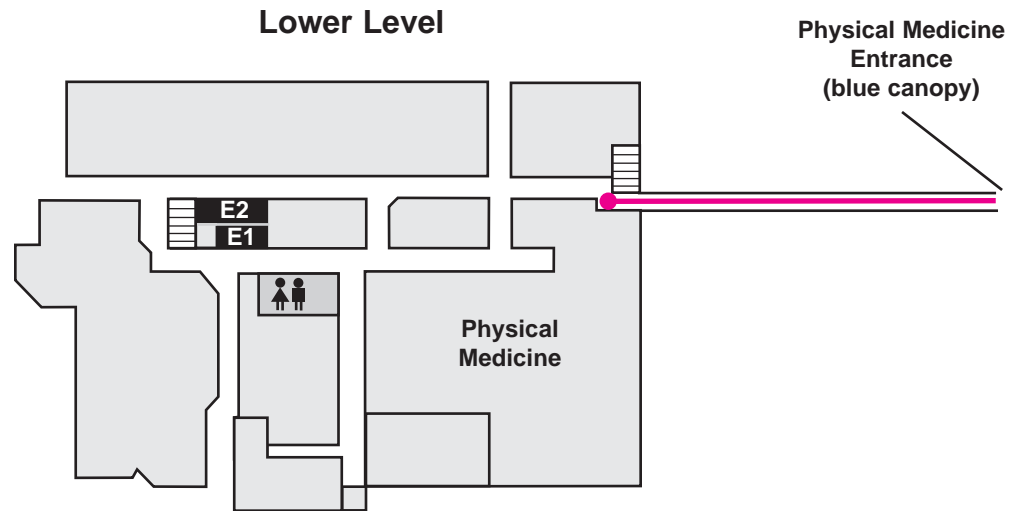 Lower Level
Physical Medicine
Entrance
(blue canopy)
E2
E1
Physical
Medicine